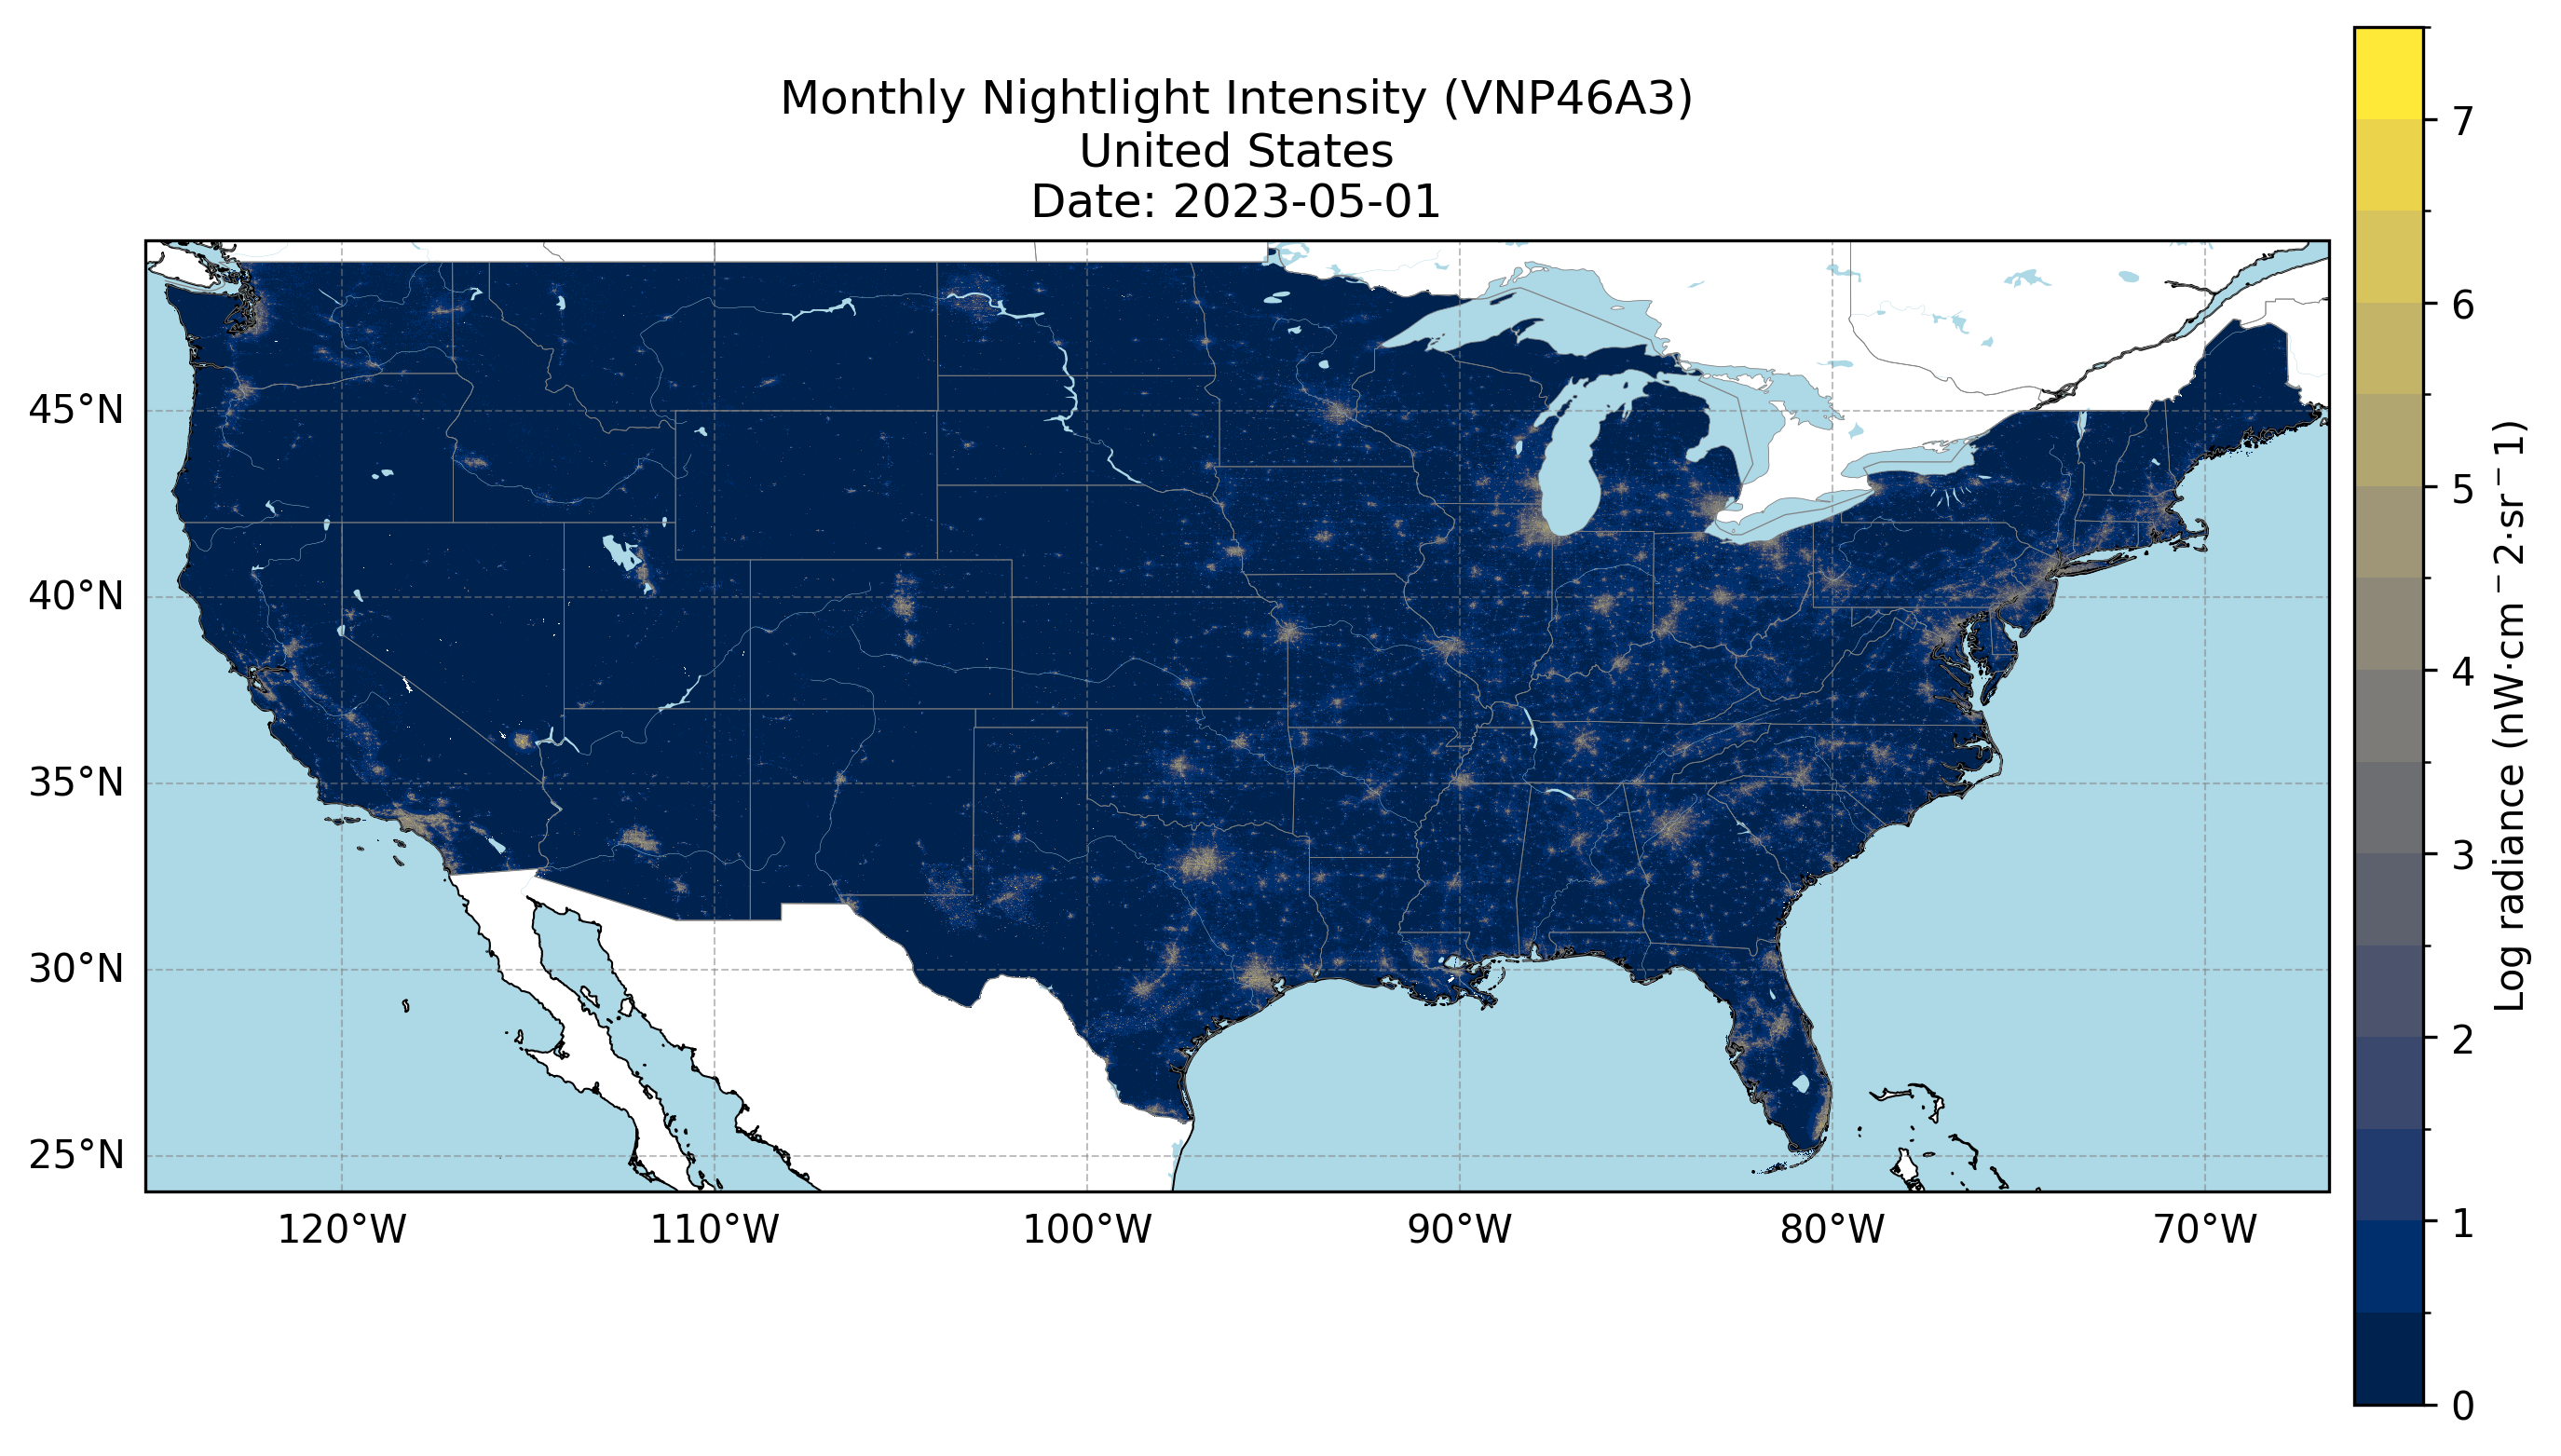 Monthly Nightlight Intensity (VNP46A3)
United States
Date: 2023-05-01
45°N
40°N
35°N
30°N
25°N
120°W
110°W
100°W
90°W
80°W
70°W
7
6
5
4
3
2
1
0
Log radiance (nW·cm⁻2·sr⁻1)